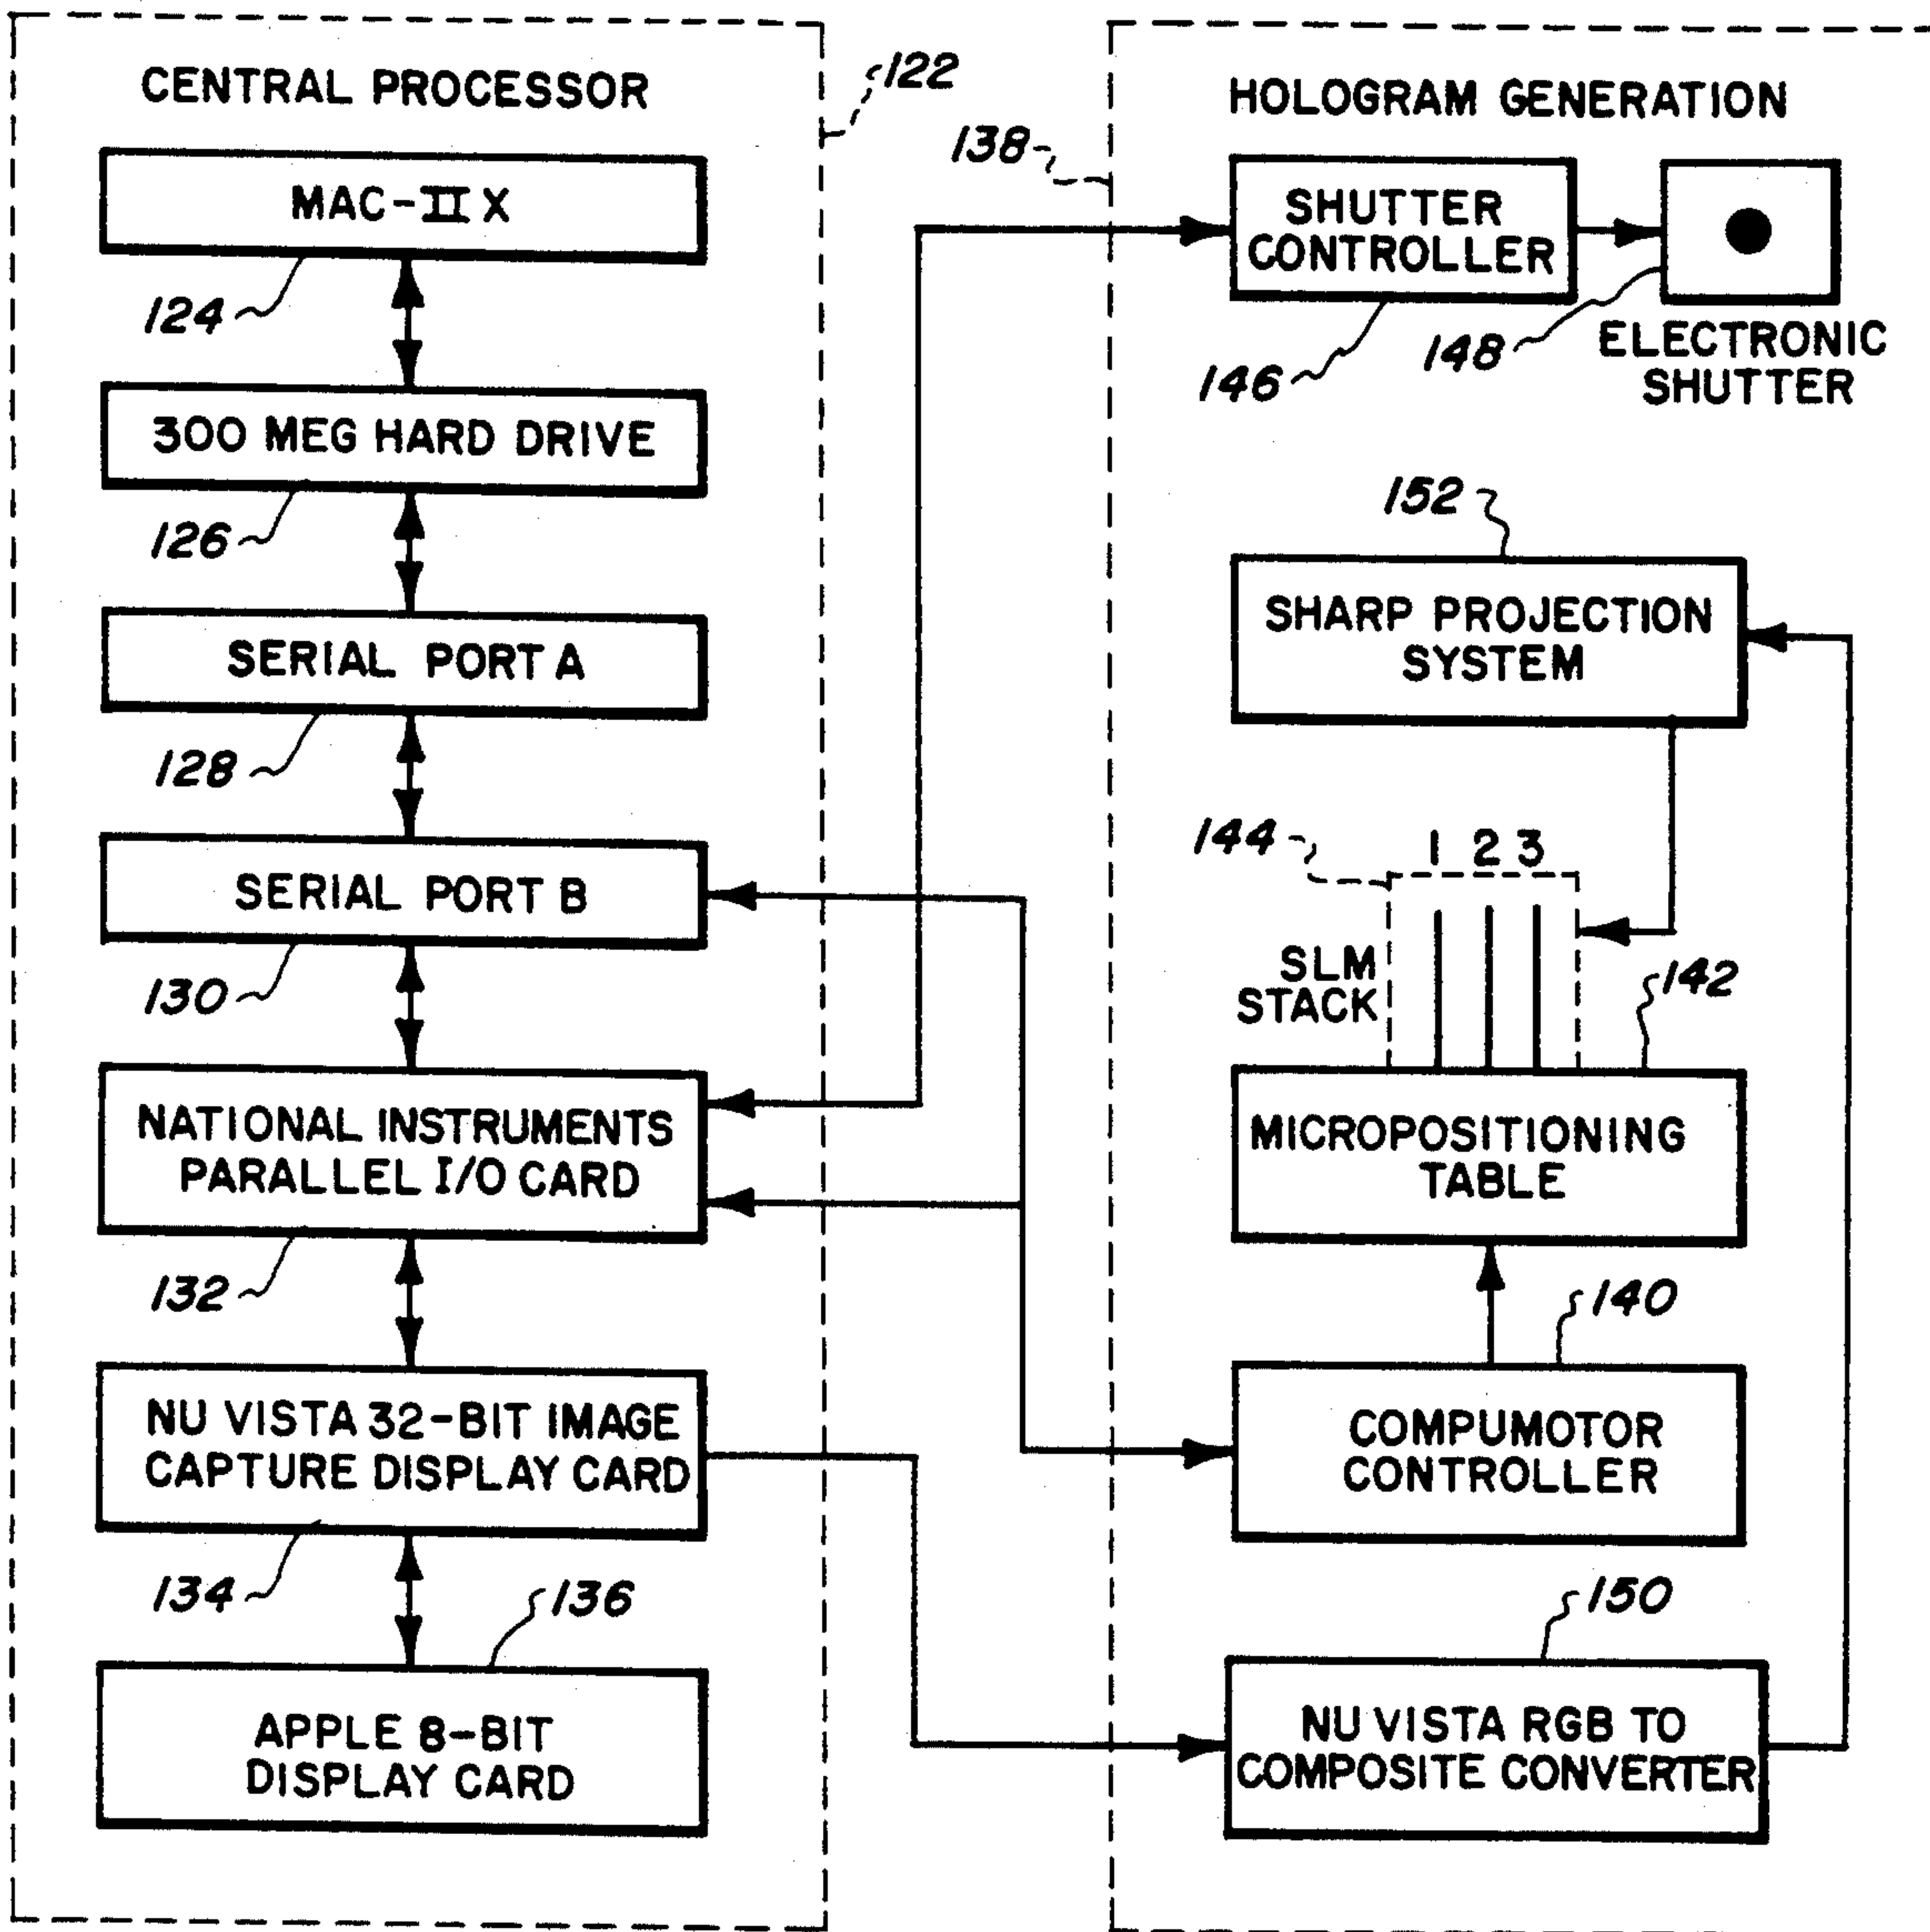 CENTRAL PROCESSOR
122
MAC-II X
124
300 MEG HARD DRIVE
126
SERIAL PORT A
128
SERIAL PORT B
130
NATIONAL INSTRUMENTS
PARALLEL I/O CARD
132
NU VISTA 32-BIT IMAGE
CAPTURE DISPLAY CARD
134
136
APPLE 8-BIT
DISPLAY CARD
138
HOLOGRAM GENERATION
SHUTTER
CONTROLLER
146
148
ELECTRONIC
SHUTTER
152
SHARP PROJECTION
SYSTEM
144
1 2 3
SLM
STACK
142
MICROPOSITIONING
TABLE
140
COMPUMOTOR
CONTROLLER
150
NU VISTA RGB TO
COMPOSITE CONVERTER